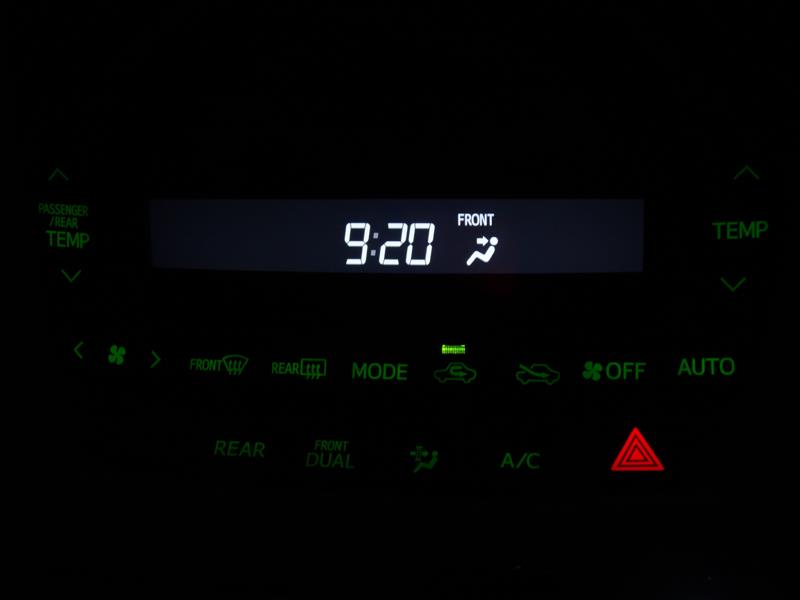 PASSENGER
/REAR
TEMP
9:20
FRONT
TEMP
FRONT
REAR
MODE
OFF
AUTO
REAR
FRONT
DUAL
A/C